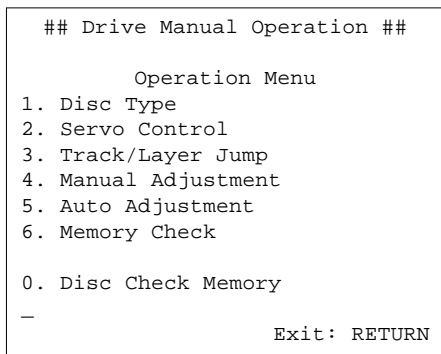 ## Drive Manual Operation ##
Operation Menu
1. Disc Type
2. Servo Control
3. Track/Layer Jump
4. Manual Adjustment
5. Auto Adjustment
6. Memory Check
0. Disc Check Memory
_
Exit: RETURN